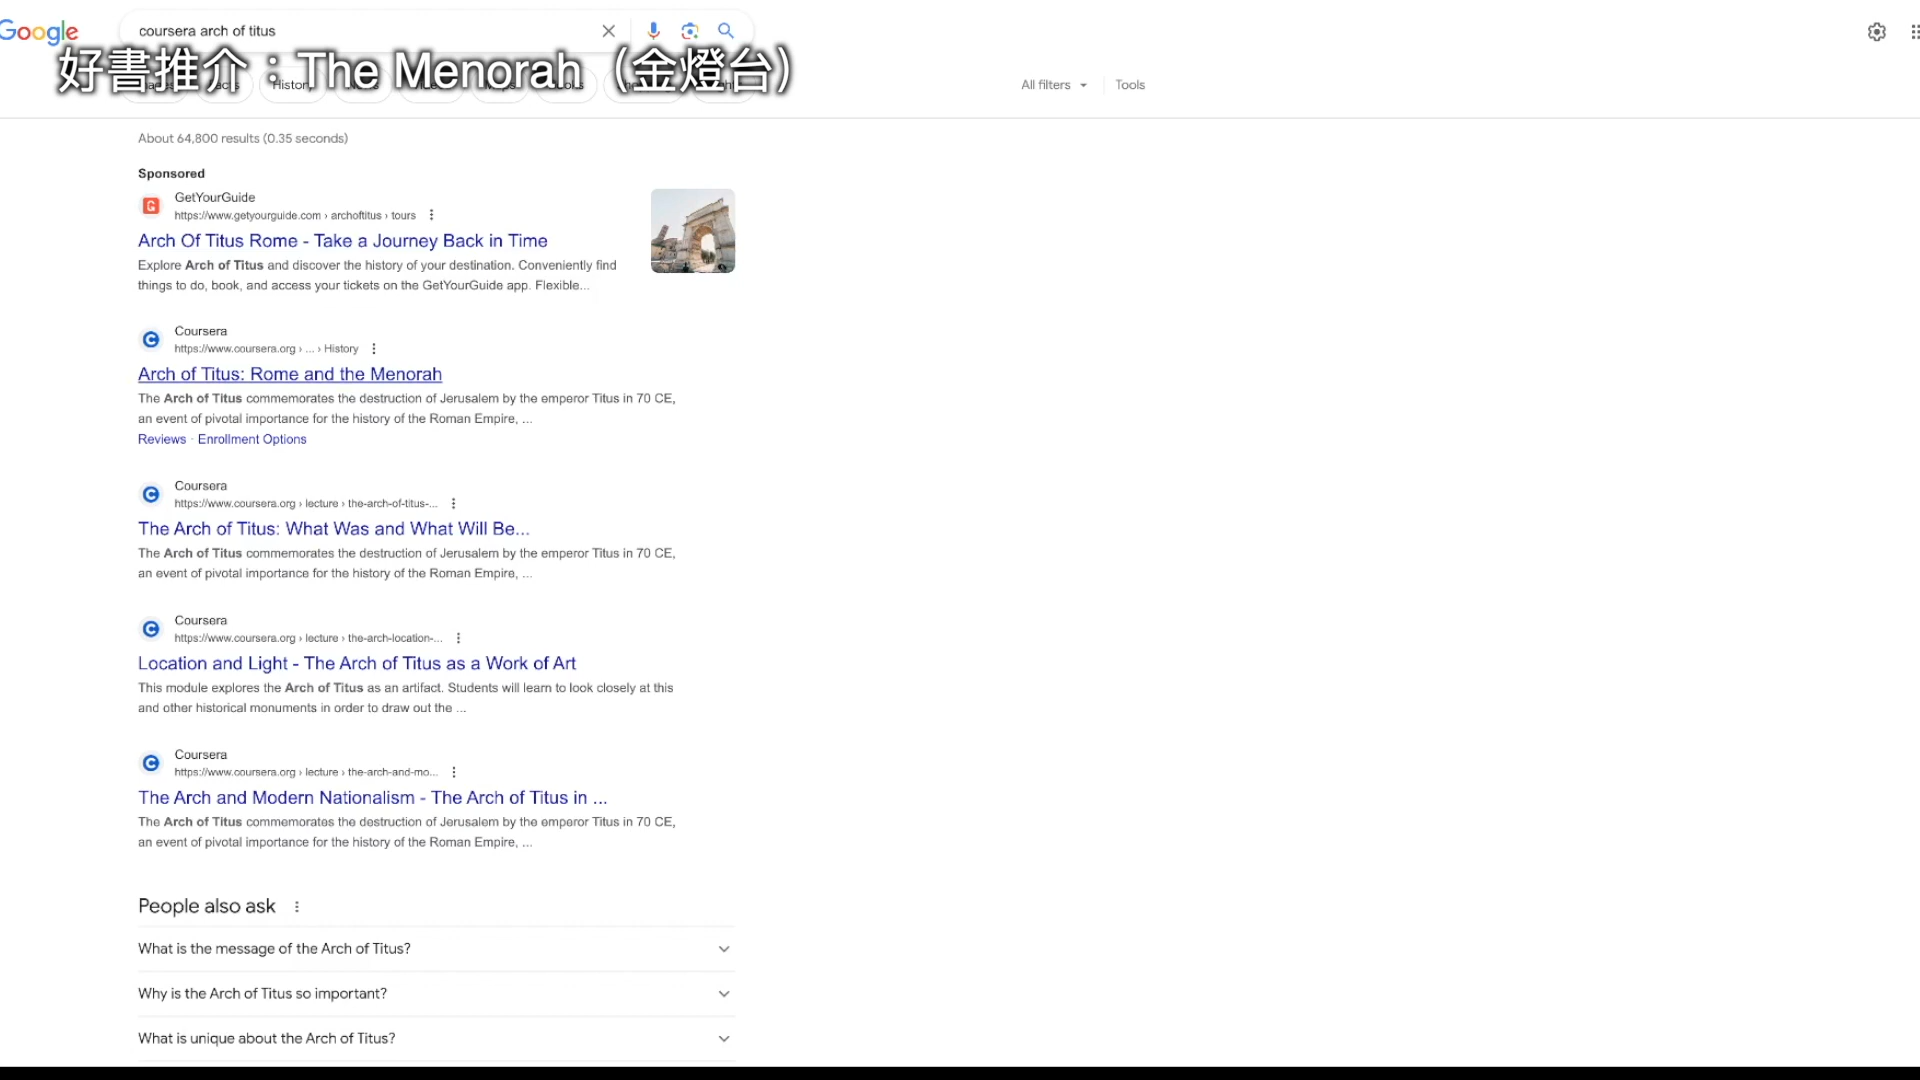 Google
coursera arch of titus
好書推介：The Menorah（金燈台）
History
All filters
Tools
About 64,800 results (0.35 seconds)
Sponsored
GetYourGuide
https://www.getyourguide.com › archoftitus › tours
Arch Of Titus Rome - Take a Journey Back in Time
Explore Arch of Titus and discover the history of your destination. Conveniently find
things to do, book, and access your tickets on the GetYourGuide app. Flexible...
Coursera
https://www.coursera.org › ... › History
Arch of Titus: Rome and the Menorah
The Arch of Titus commemorates the destruction of Jerusalem by the emperor Titus in 70 CE,
an event of pivotal importance for the history of the Roman Empire, ...
Reviews · Enrollment Options
Coursera
https://www.coursera.org › lecture › the-arch-of-titus-...
The Arch of Titus: What Was and What Will Be...
The Arch of Titus commemorates the destruction of Jerusalem by the emperor Titus in 70 CE,
an event of pivotal importance for the history of the Roman Empire, ...
Coursera
https://www.coursera.org › lecture › the-arch-location-...
Location and Light - The Arch of Titus as a Work of Art
This module explores the Arch of Titus as an artifact. Students will learn to look closely at this
and other historical monuments in order to draw out the ...
Coursera
https://www.coursera.org › lecture › the-arch-and-mo...
The Arch and Modern Nationalism - The Arch of Titus in ...
The Arch of Titus commemorates the destruction of Jerusalem by the emperor Titus in 70 CE,
an event of pivotal importance for the history of the Roman Empire, ...
People also ask
What is the message of the Arch of Titus?
Why is the Arch of Titus so important?
What is unique about the Arch of Titus?